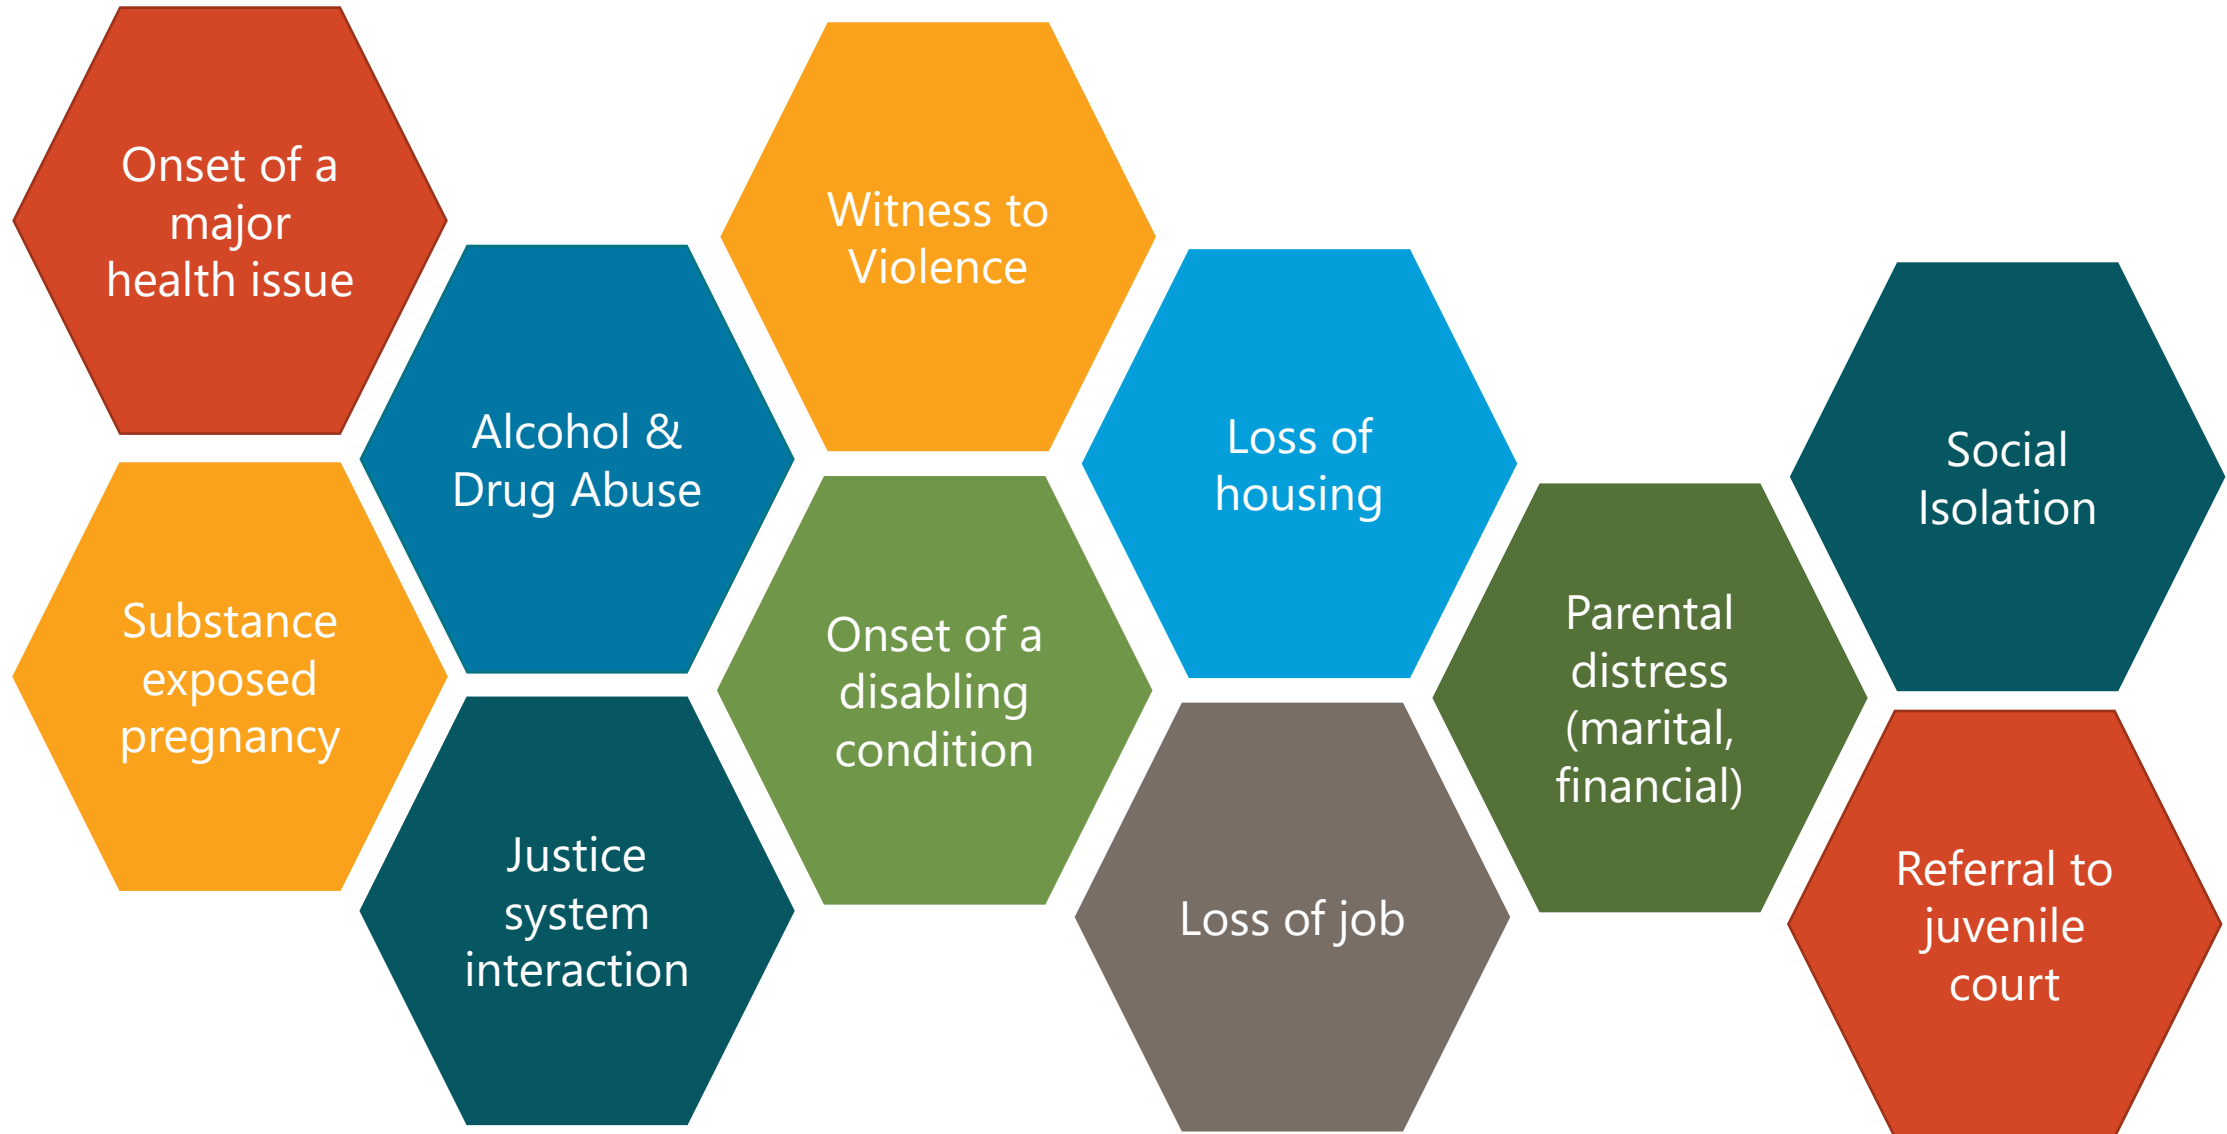 Onset of a
major
health issue
Substance
exposed
pregnancy
Alcohol &
Drug Abuse
Justice
system
interaction
Witness to
Violence
Onset of a
disabling
condition
Loss of
housing
Loss of job
Parental
distress
(marital,
financial)
Social
Isolation
Referral to
juvenile
court